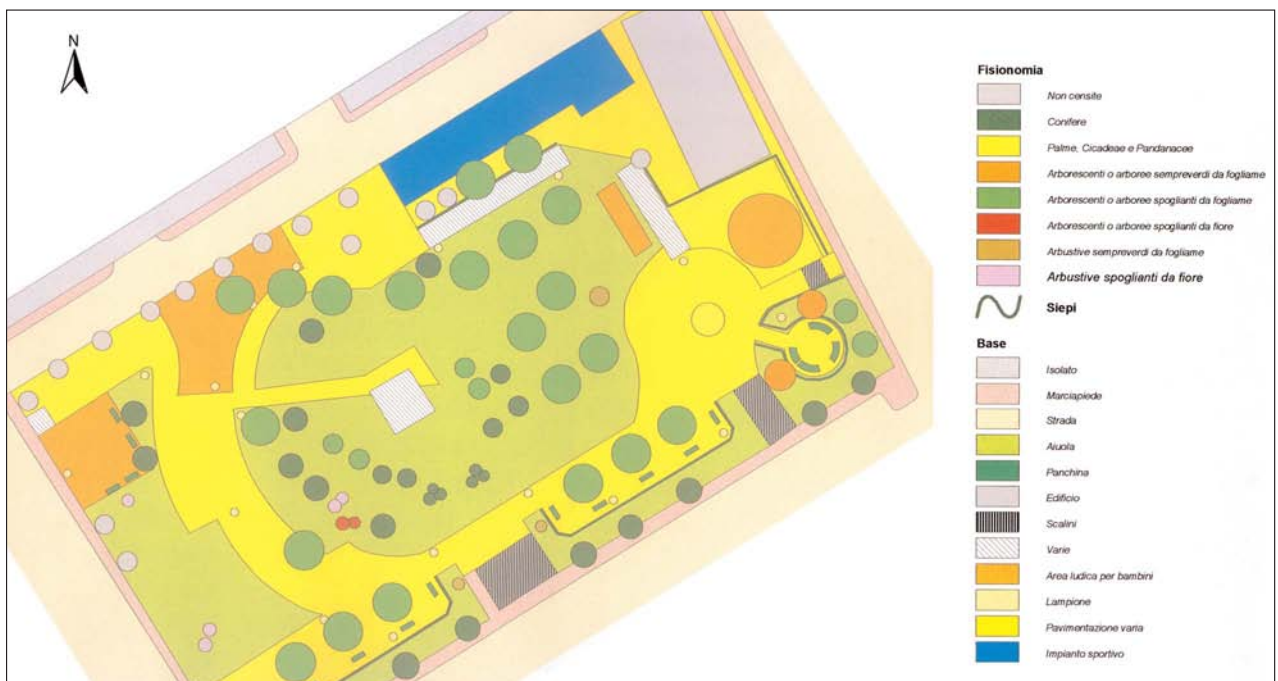 N
Fisionomia
Non censite
Conifere
Palme, Cicadeae e Pandanacee
Arborescenti o arboree sempreverdi da fogliame
Arborescenti o arboree spoglianti da fogliame
Arborescenti o arboree spoglianti da fiore
Arbustive sempreverdi da fogliame
Arbustive spoglianti da fiore
Siepi
Base
Isolato
Marciapiede
Strada
Aiuola
Panchina
Edificio
Scalini
Varie
Area ludica per bambini
Lampione
Pavimentazione varia
Impianto sportivo